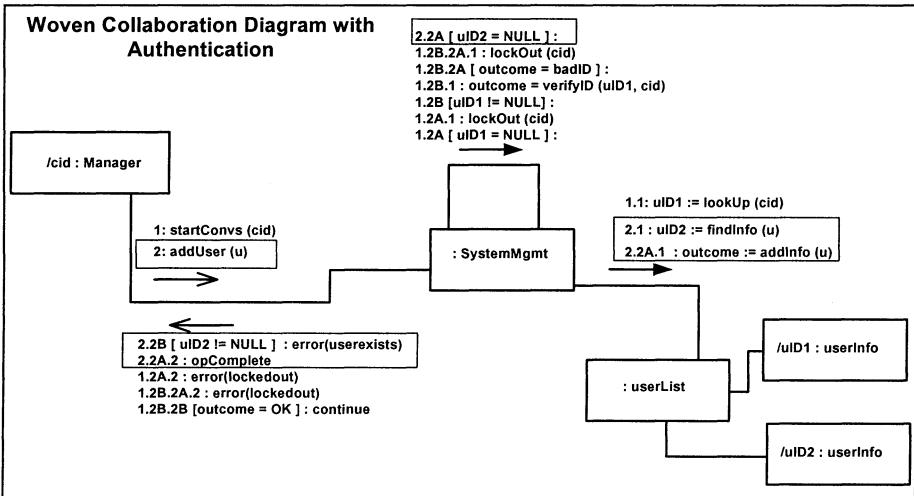 Woven Collaboration Diagram with
Authentication
2.2A [ uID2 = NULL ] :
1.2B.2A.1 : lockOut (cid)
1.2B.2A [ outcome = badID ] :
1.2B.1 : outcome = verifyID (uID1, cid)
1.2B [uID1 != NULL] :
1.2A.1 : lockOut (cid)
1.2A [ uID1 = NULL ] :
/cid : Manager
1: startConvs (cid)
2: addUser (u)
: SystemMgmt
1.1: uID1 := lookUp (cid)
2.1 : uID2 := findInfo (u)
2.2A.1 : outcome := addInfo (u)
2.2B [ uID2 != NULL ] : error(userexists)
2.2A.2 : opComplete
1.2A.2 : error(lockedout)
1.2B.2A.2 : error(lockedout)
1.2B.2B [outcome = OK ] : continue
: userList
/uID1 : userInfo
/uID2 : userInfo